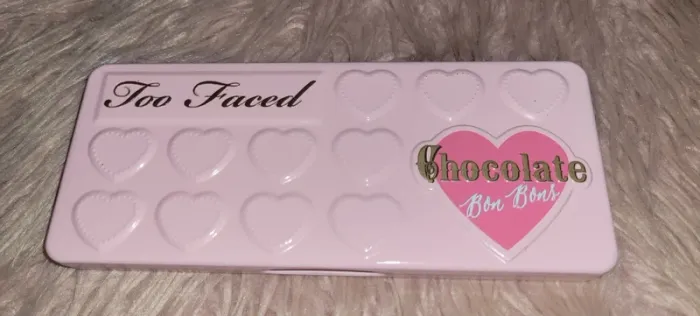 Too Faced
Chocolate
Bon Bons